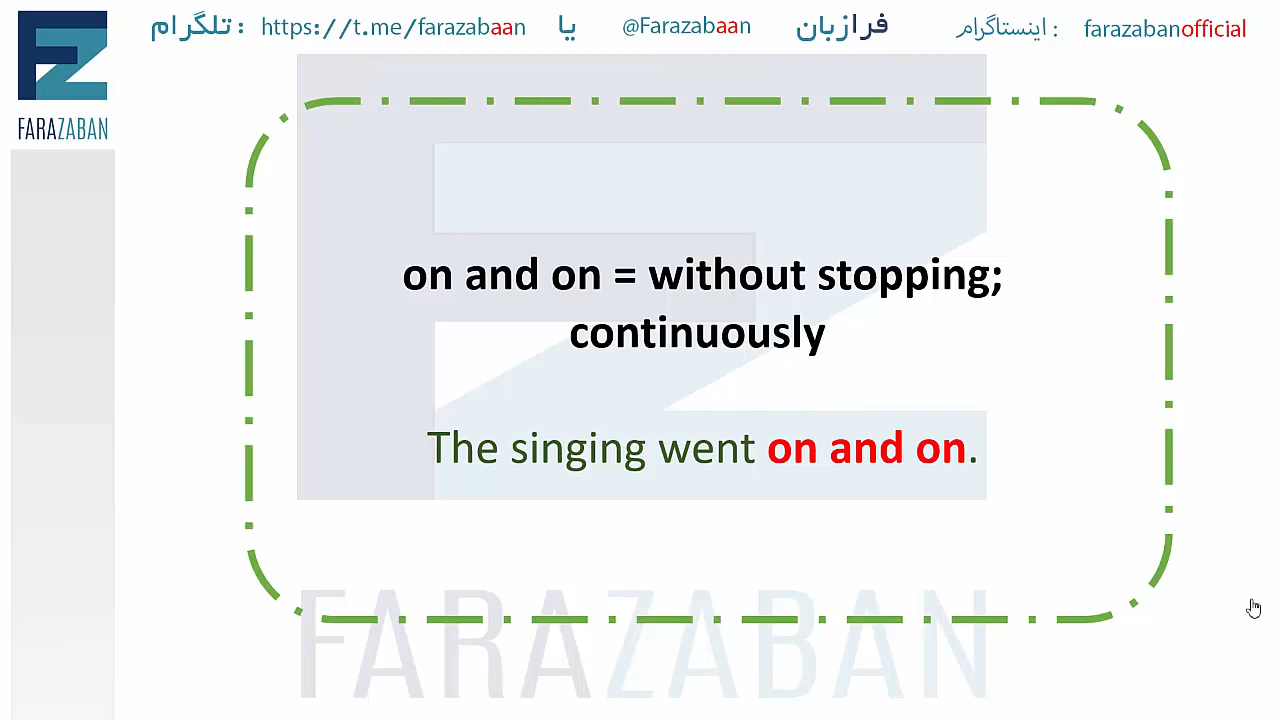 تلگرام : https://t.me/farazabaan یا @Farazabaan فرازبان اینستاگرام : farazabanofficial
FZ
FARAZABAN
on and on = without stopping;
continuously
The singing went on and on.
FARAZABAN